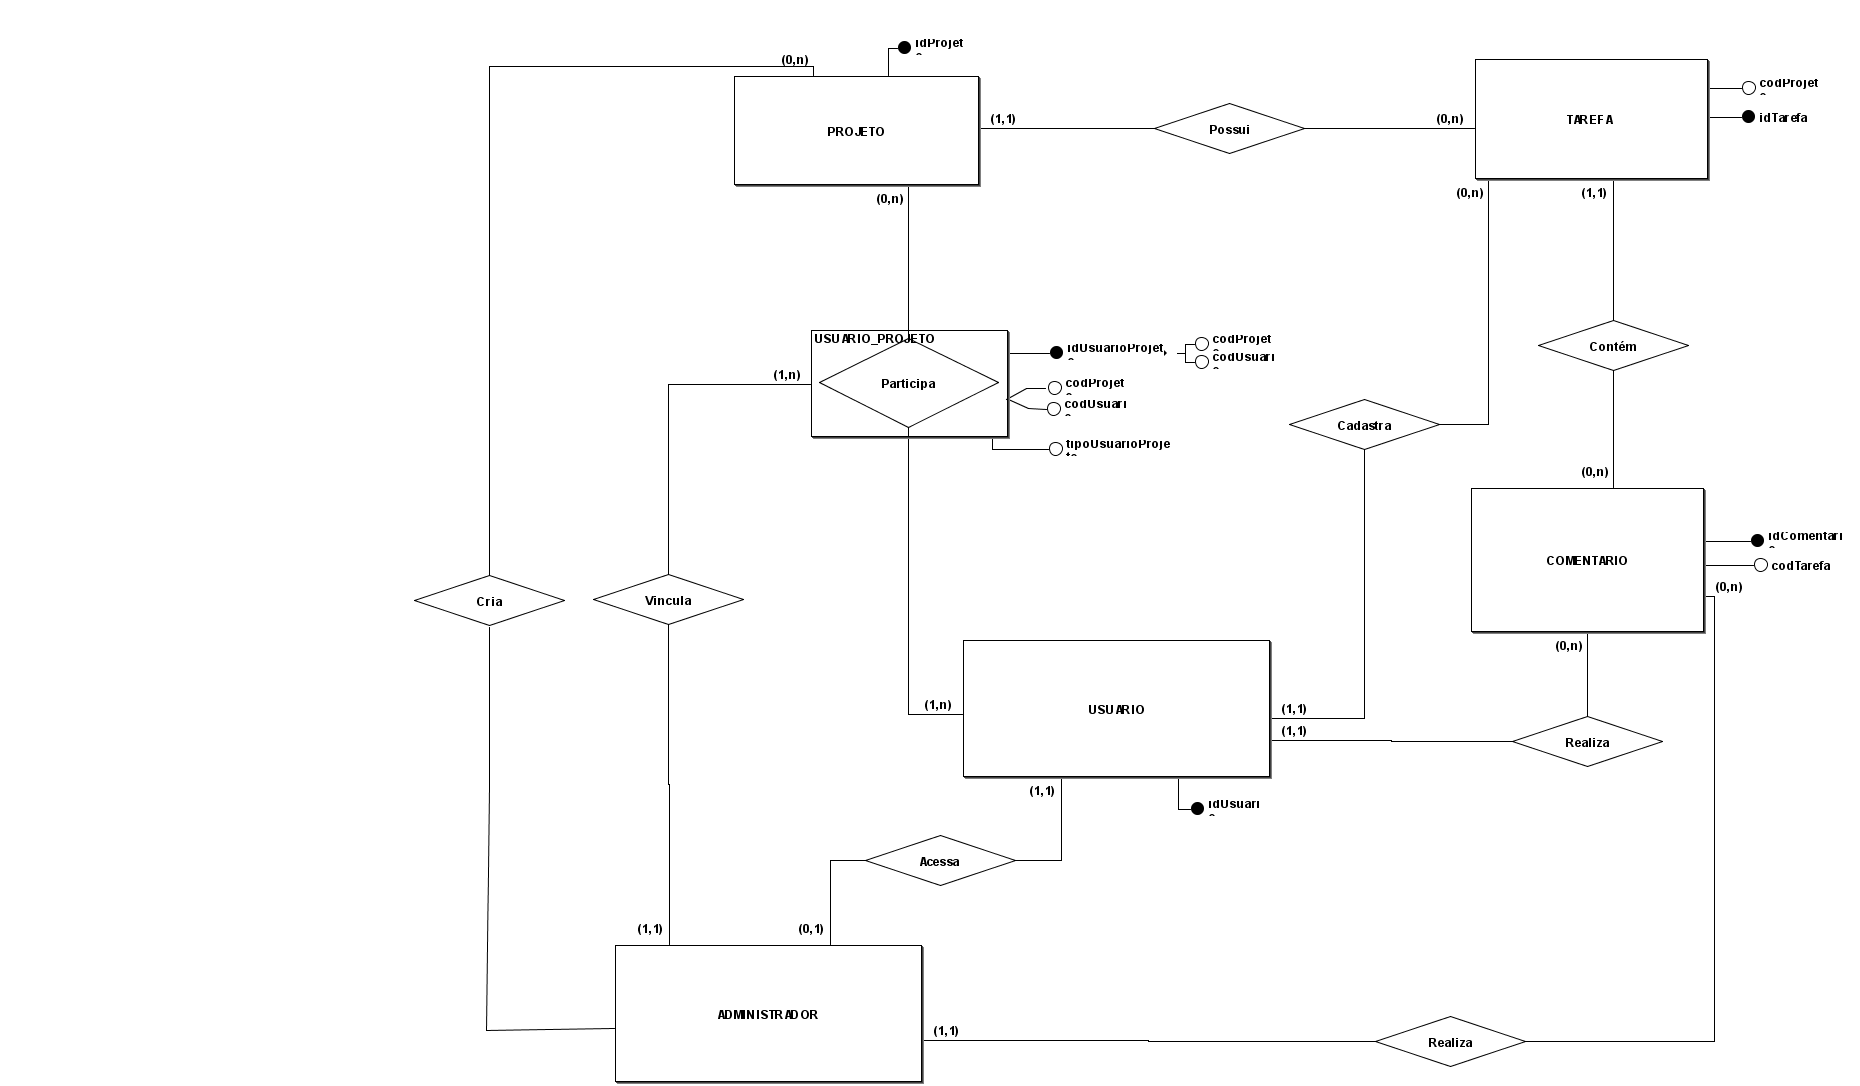 idProjet
(0,n)
PROJETO
(1,1)
Possui
(0,n)
TAREFA
codProjet
idTarefa
(0,n)
(0,n)
(1,1)
USUARIO_PROJETO
Participa
(1,n)
idUsuarioProjet
codProjet
codUsuari
codProjet
codUsuari
tipoUsuarioProje
Contém
Cadastra
(0,n)
COMENTARIO
idComentari
codTarefa
(0,n)
Cria
Vincula
(0,n)
USUARIO
(1,n)
(1,1)
(1,1)
Realiza
(1,1)
idUsuari
Acessa
(1,1)
(0,1)
ADMINISTRADOR
(1,1)
Realiza